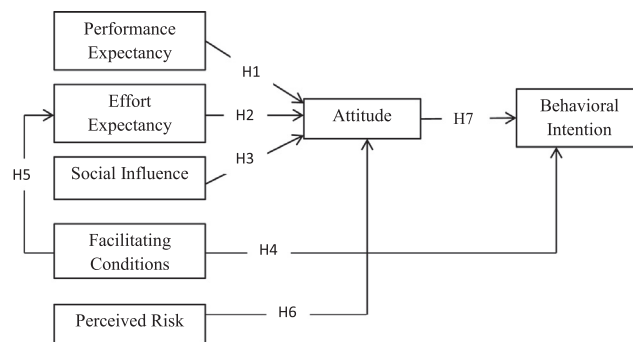 Performance
Expectancy
H1
Effort
Expectancy
H2
Attitude
H7
Behavioral
Intention
H3
Social Influence
H5
Facilitating
Conditions
H4
H6
Perceived Risk